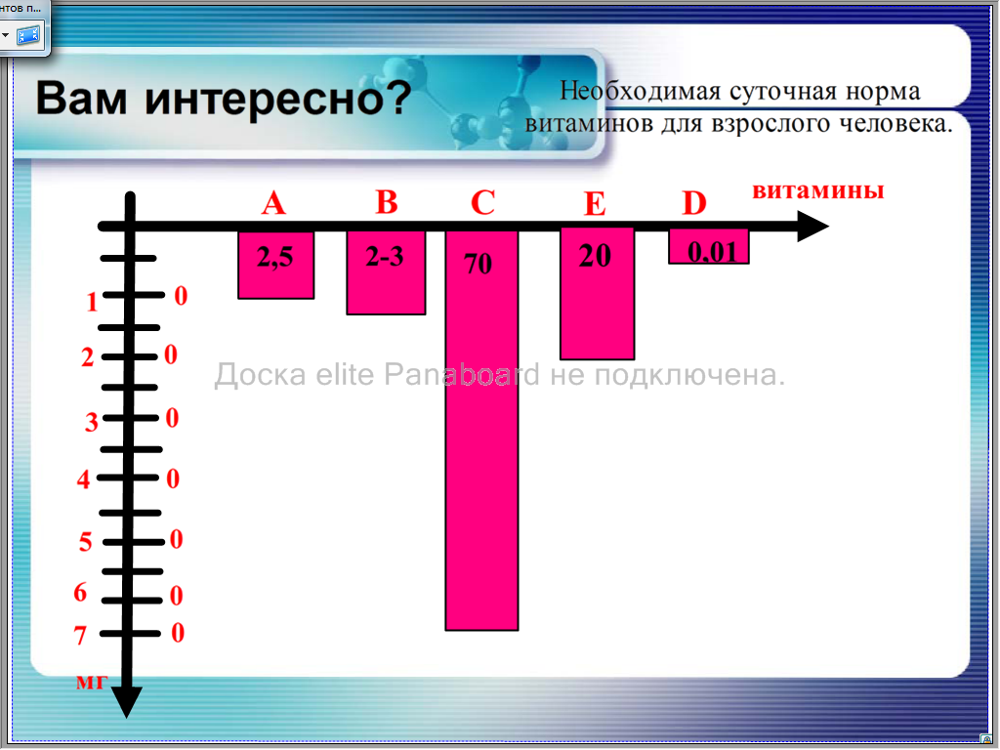 нтов п...
Вам интересно?
Необходимая суточная норма
витаминов для взрослого человека.
витамины
A B C E D
2,5 2-3 70 20 0,01
1 0
2 0
3 0
4 0
5 0
6 0
7 0
мг
Доска elite Panaboard не подключена.